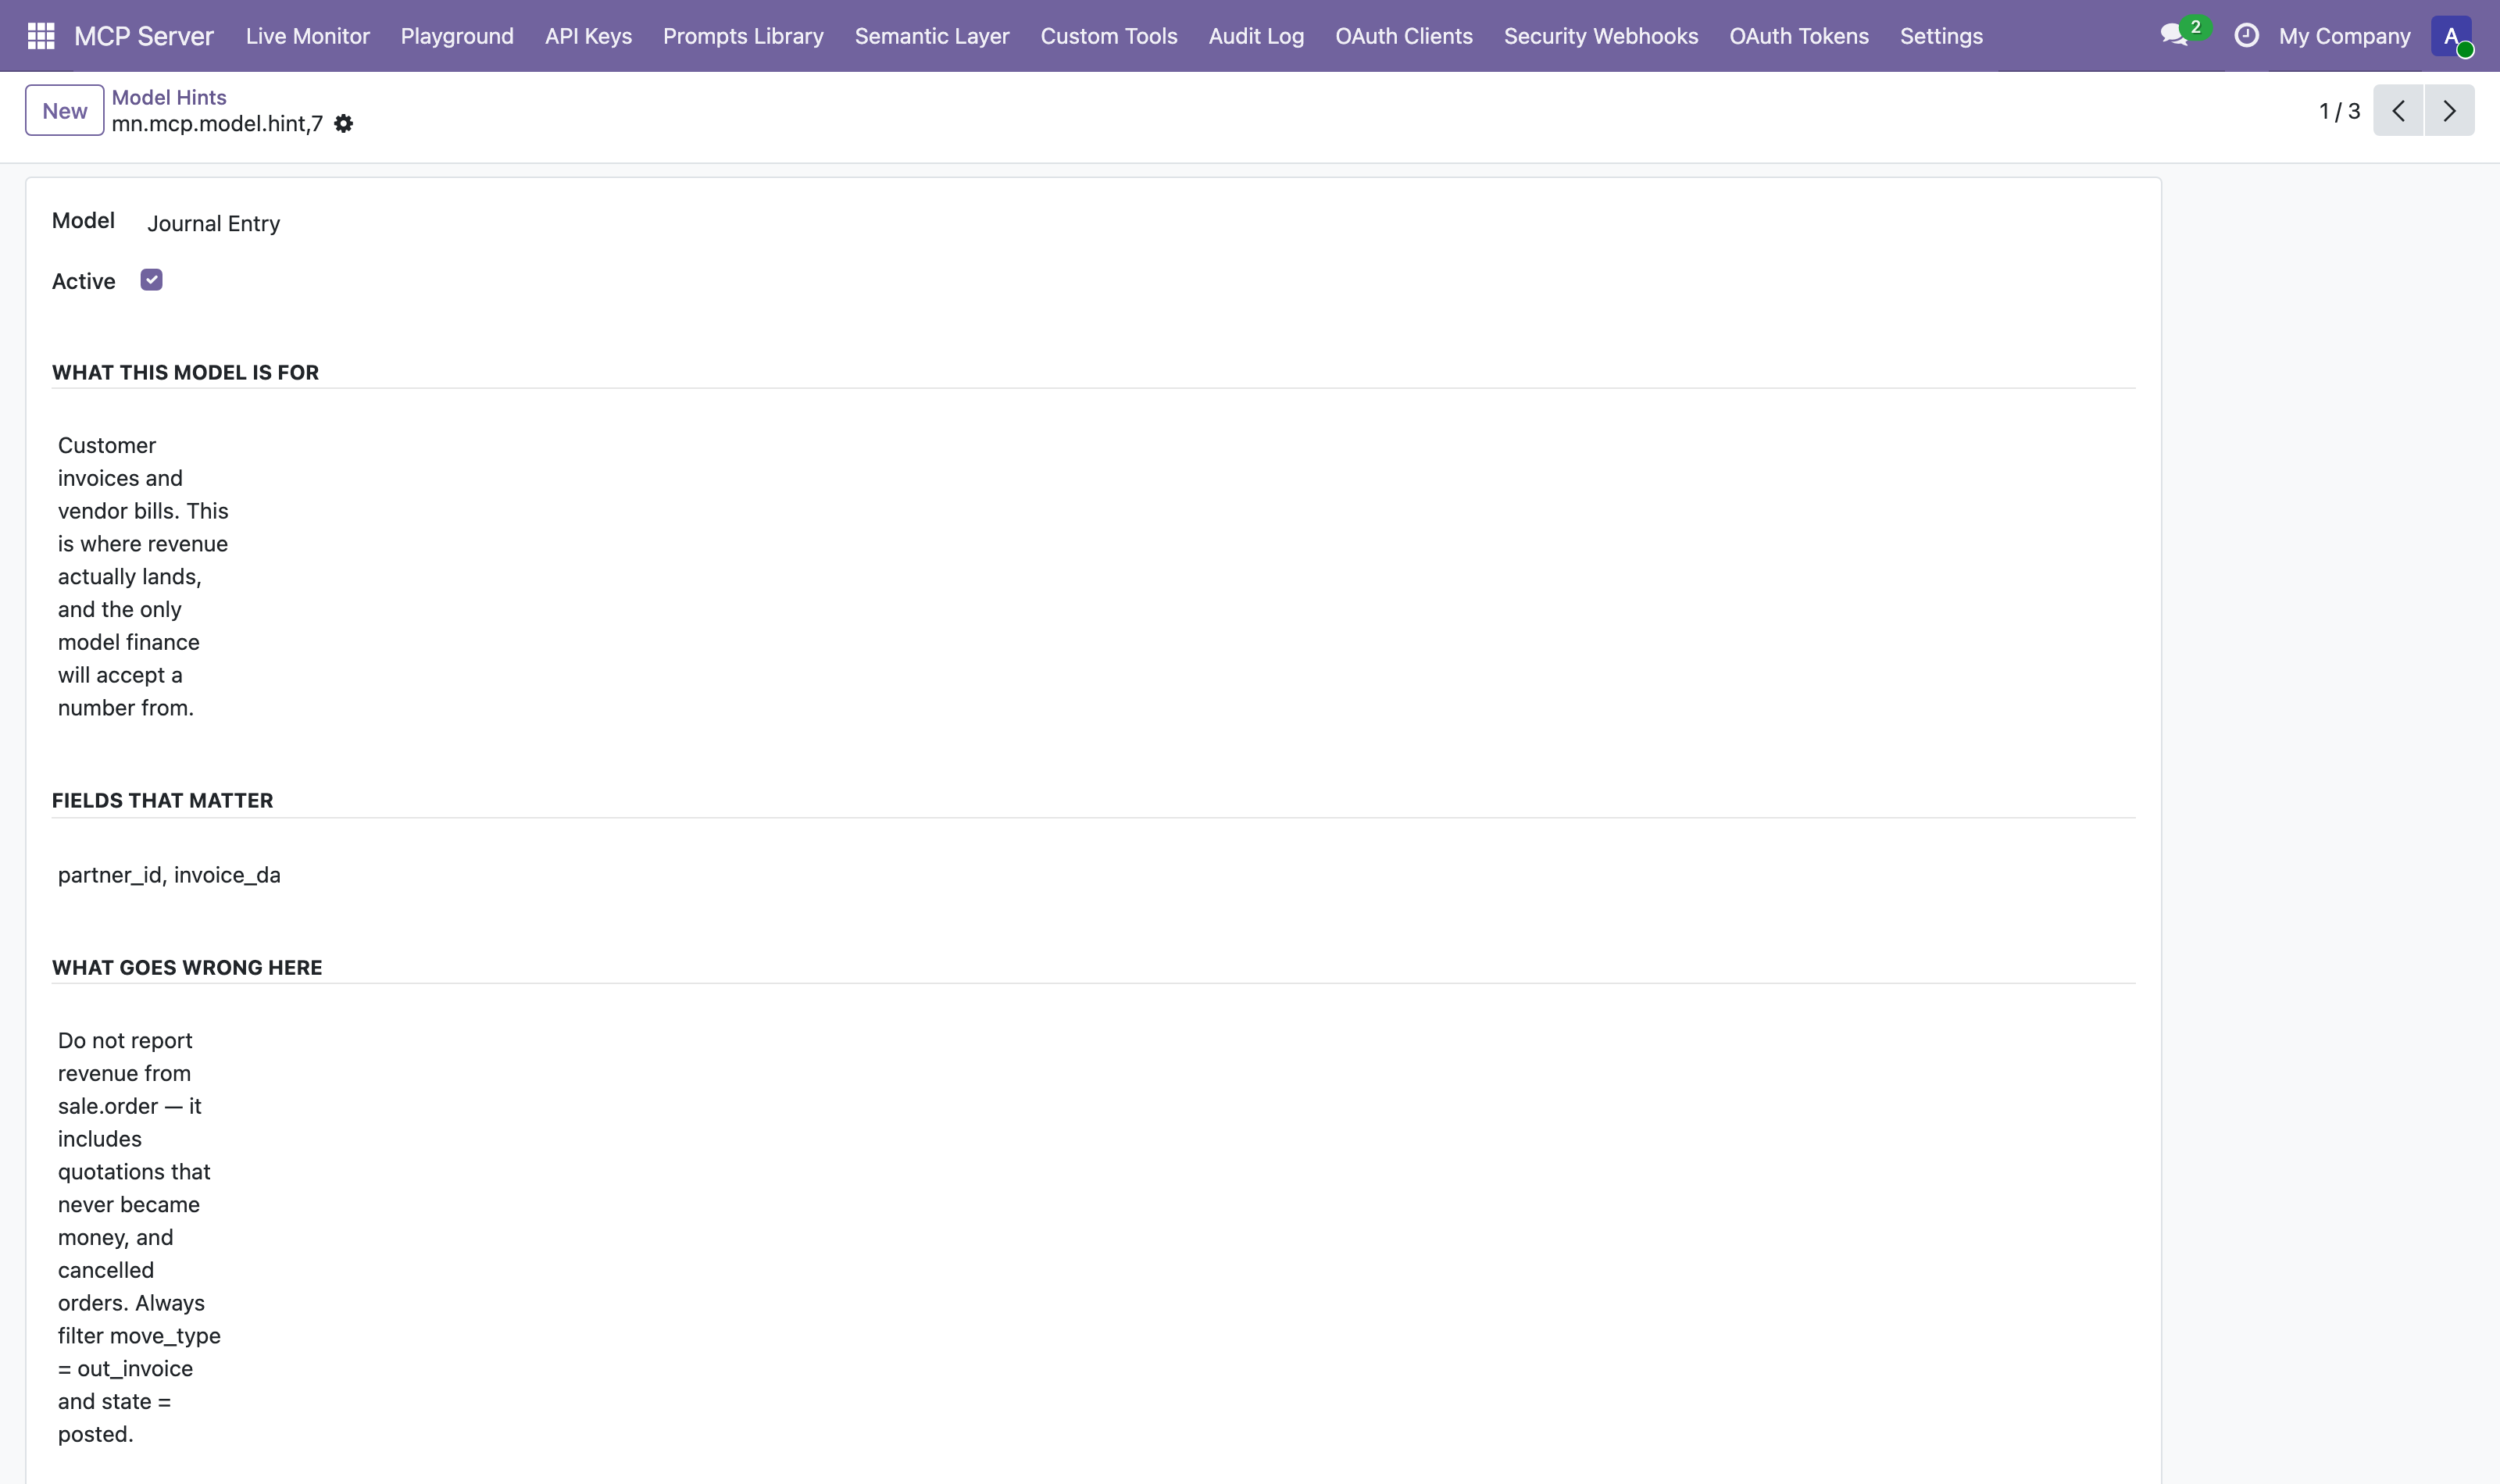 MCP Server Live Monitor Playground API Keys Prompts Library Semantic Layer Custom Tools Audit Log OAuth Clients Security Webhooks OAuth Tokens Settings 2 My Company A
New
Model Hints
mn.mcp.model.hint,7
1 / 3
Model Journal Entry
Active
WHAT THIS MODEL IS FOR
Customer
invoices and
vendor bills. This
is where revenue
actually lands,
and the only
model finance
will accept a
number from.
FIELDS THAT MATTER
partner_id, invoice_da
WHAT GOES WRONG HERE
Do not report
revenue from
sale.order — it
includes
quotations that
never became
money, and
cancelled
orders. Always
filter move_type
= out_invoice
and state =
posted.